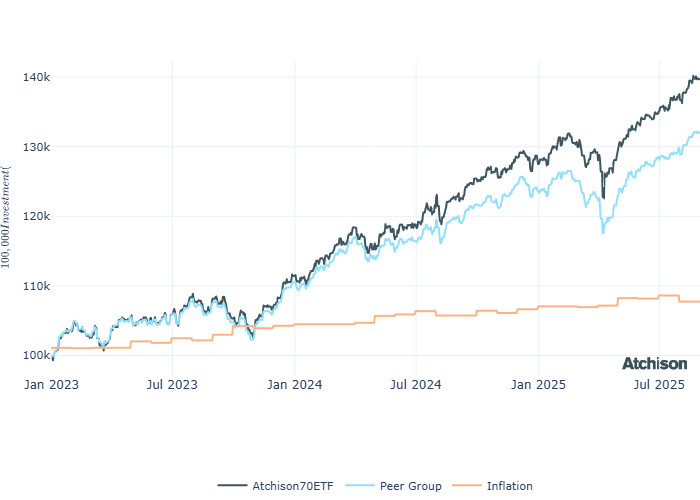 140k
130k
120k
110k
100k
100,000Investment(
Jan 2023
Jul 2023
Jan 2024
Jul 2024
Jan 2025
Jul 2025
Atchison
Atchison70ETF
Peer Group
Inflation